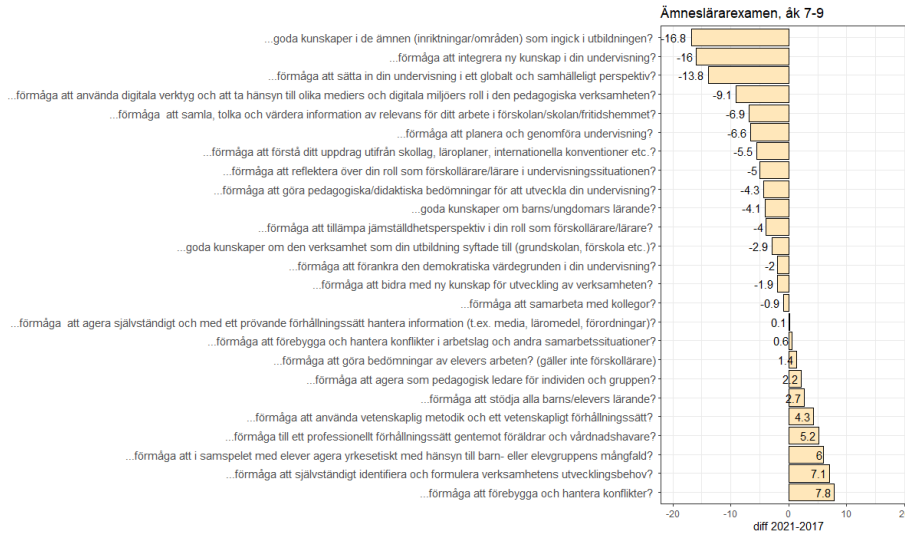 Ämneslärarexamen, åk 7-9
...goda kunskaper i de ämnen (inriktningar/områden) som ingick i utbildningen? -16.8
...förmåga att integrera ny kunskap i din undervisning? -16
...förmåga att sätta in din undervisning i ett globalt och samhälleligt perspektiv? -13.8
...förmåga att använda digitala verktyg och att ta hänsyn till olika mediers och digitala miljöers roll i den pedagogiska verksamheten? -9.1
...förmåga  att samla, tolka och värdera information av relevans för ditt arbete i förskolan/skolan/fritidshemmet? -6.9
...förmåga att planera och genomföra undervisning? -6.6
...förmåga att förstå ditt uppdrag utifrån skollag, läroplaner, internationella konventioner etc.? -5.5
...förmåga att reflektera över din roll som förskollärare/lärare i undervisningssituationen? -5
...förmåga att göra pedagogiska/didaktiska bedömningar för att utveckla din undervisning? -4.3
...goda kunskaper om barns/ungdomars lärande? -4.1
...förmåga att tillämpa jämställdhetsperspektiv i din roll som förskollärare/lärare? -4
...goda kunskaper om den verksamhet som din utbildning syftade till (grundskolan, förskola etc.)? -2.9
...förmåga att förankra den demokratiska värdegrunden i din undervisning? -2
...förmåga att bidra med ny kunskap för utveckling av verksamheten? -1.9
...förmåga att samarbeta med kollegor? -0.9
...förmåga  att agera självständigt och med ett prövande förhållningssätt hantera information (t.ex. media, läromedel, förordningar)? 0.1
...förmåga att förebygga och hantera konflikter i arbetslag och andra samarbetssituationer? 0.6
...förmåga att göra bedömningar av elevers arbeten? (gäller inte förskollärare) 1.4
...förmåga att agera som pedagogisk ledare för individen och gruppen? 2.2
...förmåga att stödja alla barns/elevers lärande? 2.7
...förmåga att använda vetenskaplig metodik och ett vetenskapligt förhållningssätt? 4.3
...förmåga till ett professionellt förhållningssätt gentemot föräldrar och vårdnadshavare? 5.2
...förmåga att i samspelet med elever agera yrkesetiskt med hänsyn till barn- eller elevgruppens mångfald? 6
...förmåga att självständigt identifiera och formulera verksamhetens utvecklingsbehov? 7.1
...förmåga att förebygga och hantera konflikter? 7.8
-20 -10 0 10 20
diff 2021-2017